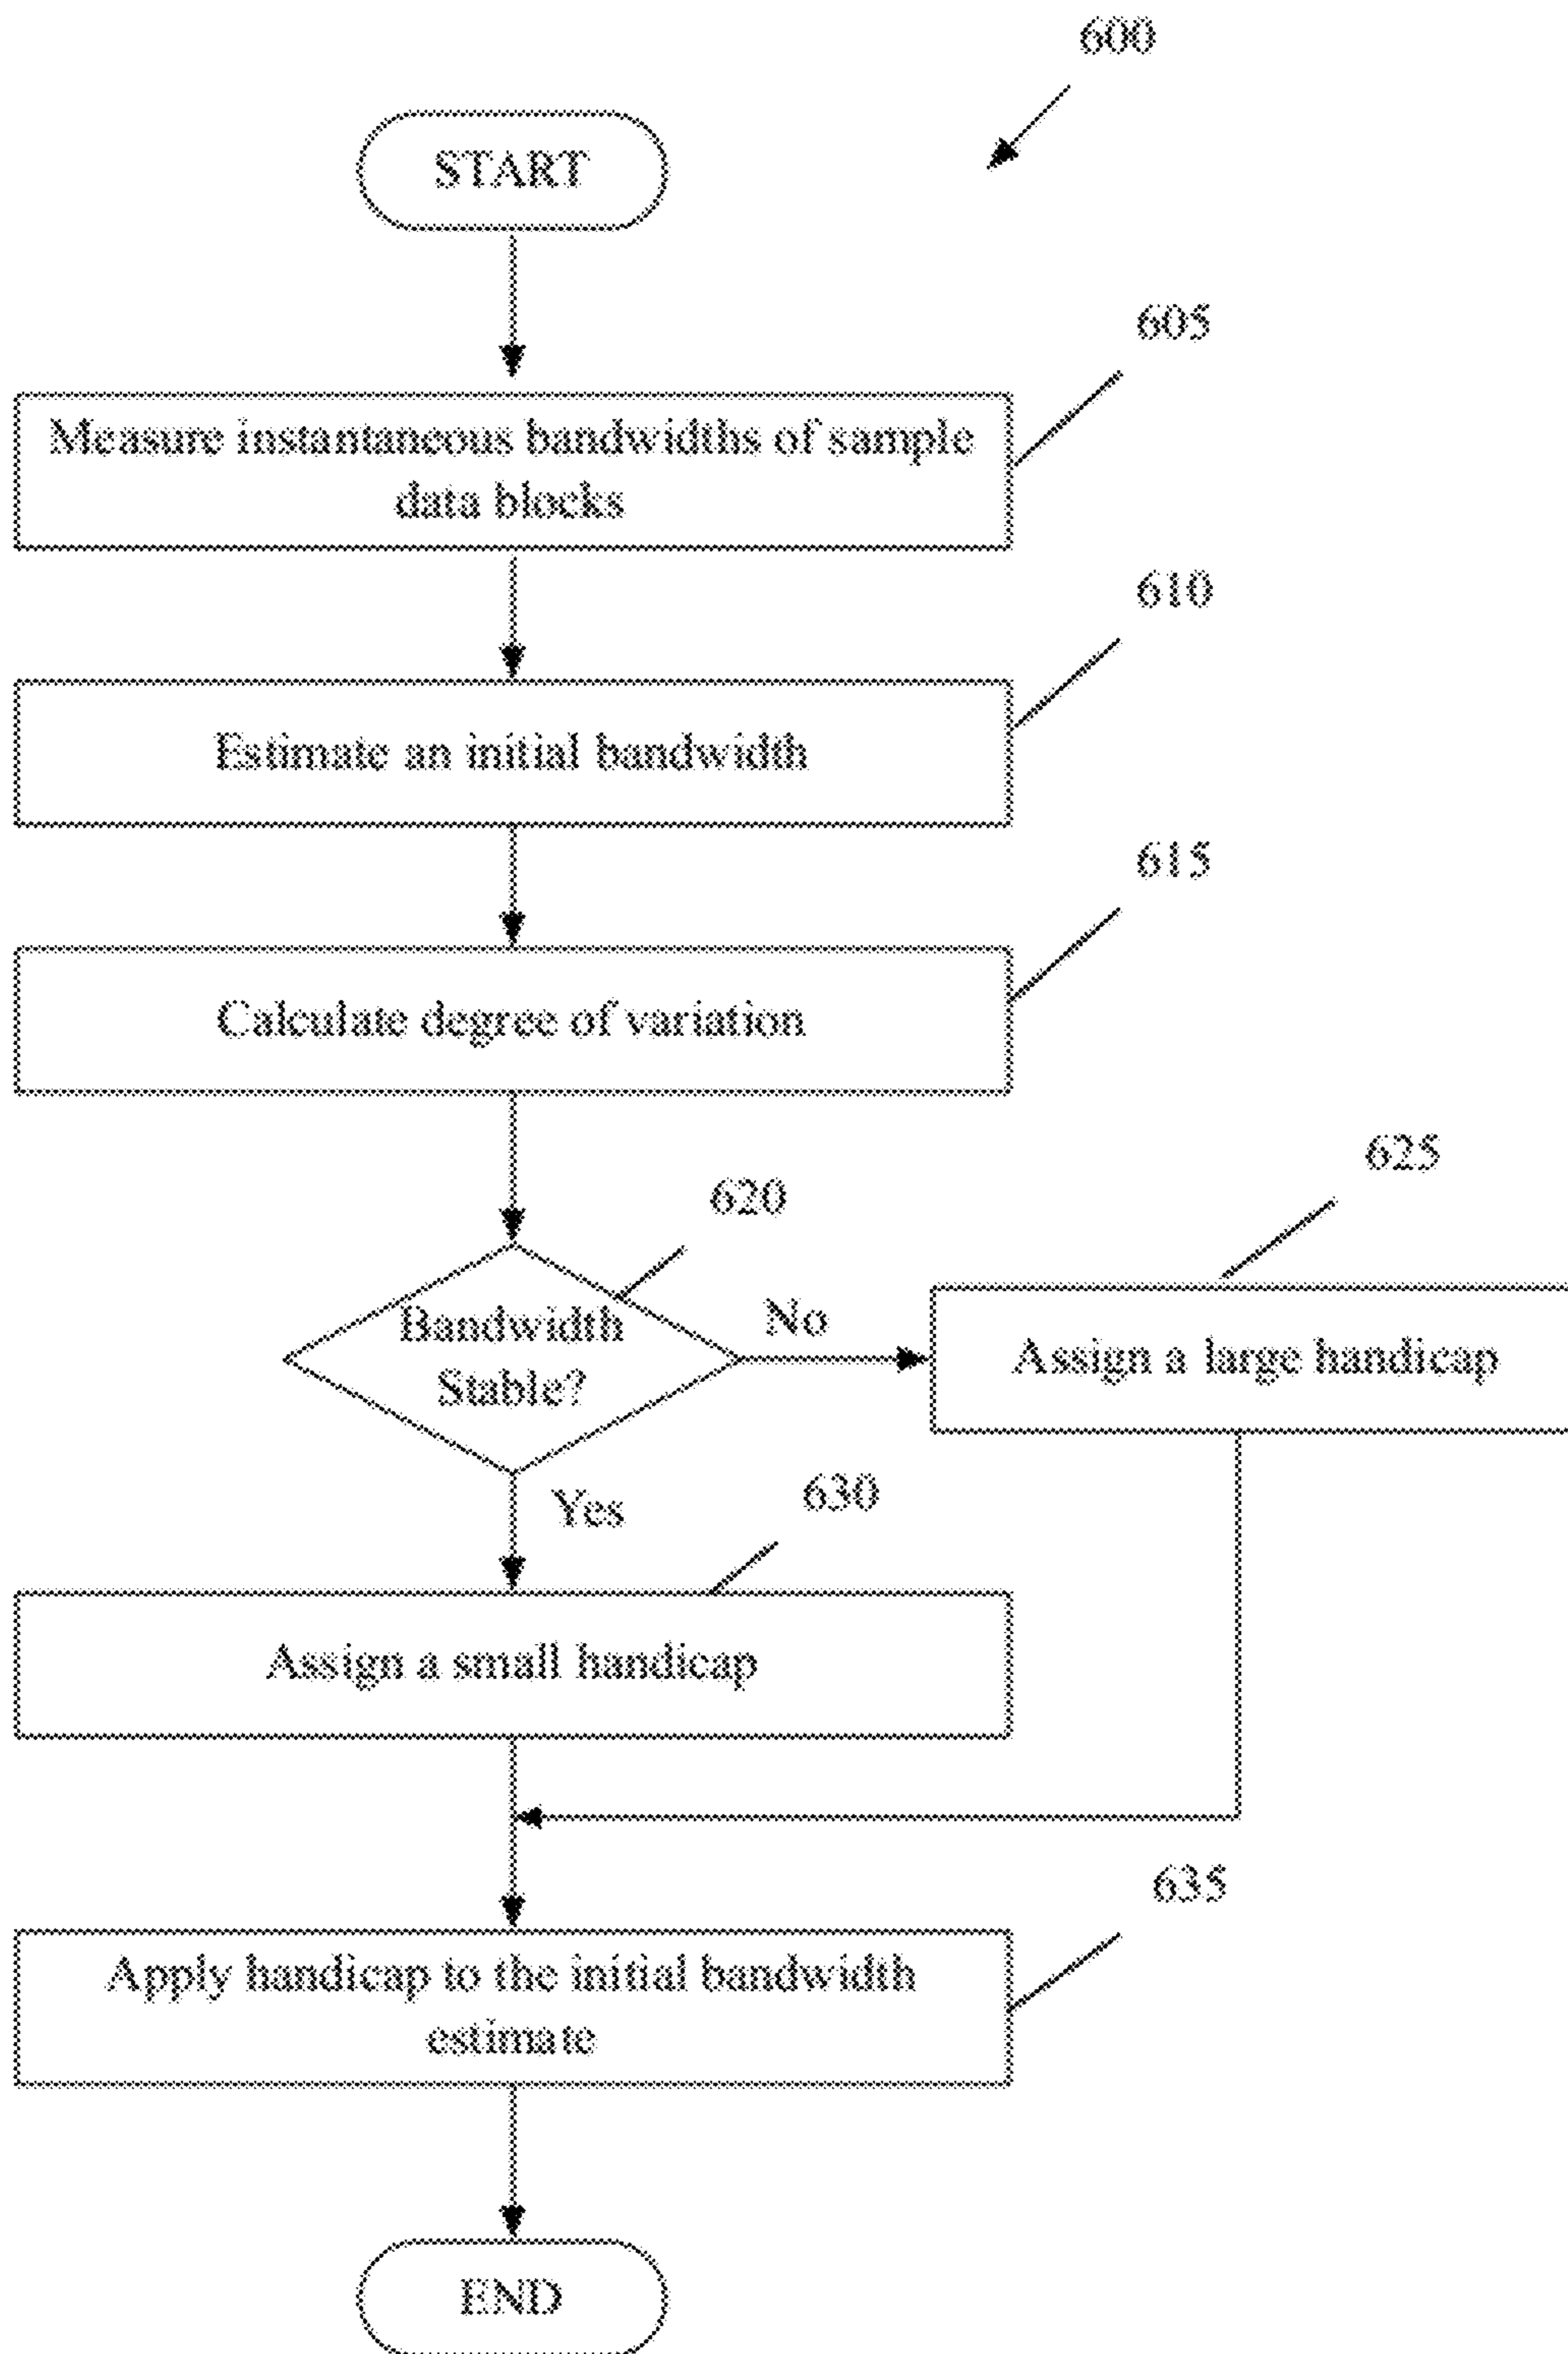 600
START
605
Measure instantaneous bandwidths of sample
data blocks
610
Estimate an initial bandwidth
615
Calculate degree of variation
620
625
Bandwidth
Stable?
No
Assign a large handicap
Yes
630
Assign a small handicap
635
Apply handicap to the initial bandwidth
estimate
END